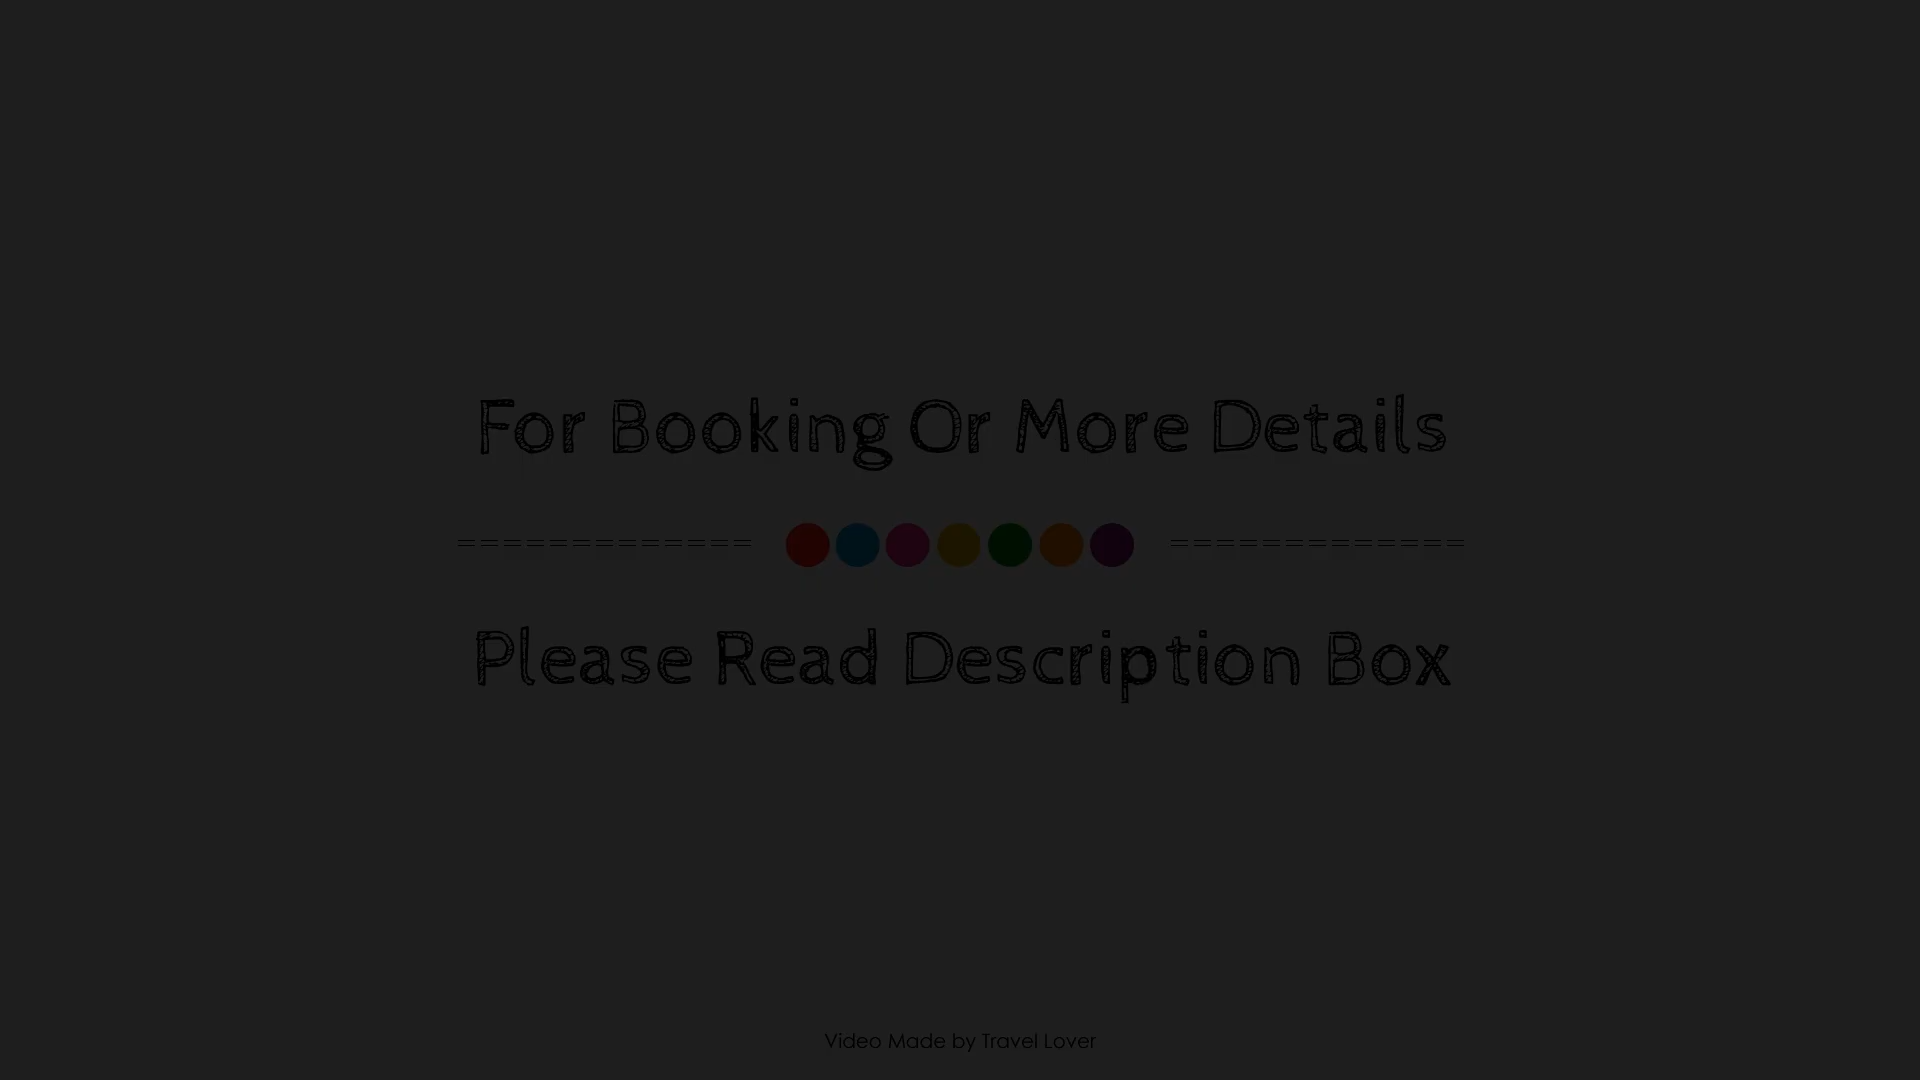 For Booking Or More Details
============= =============
Please Read Description Box
Video Made by Travel Lover